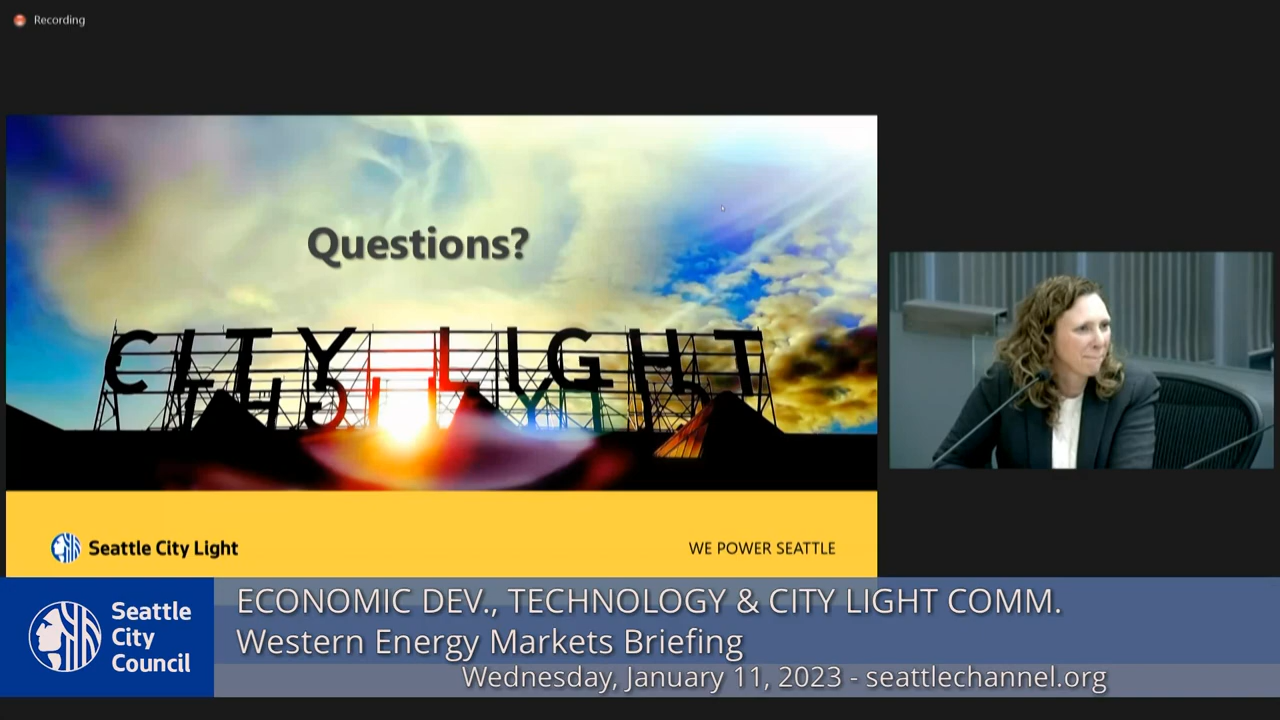 Recording
Questions?
CITY LIGHT
Seattle City Light
WE POWER SEATTLE
Seattle
City
Council
ECONOMIC DEV., TECHNOLOGY & CITY LIGHT COMM.
Western Energy Markets Briefing
Wednesday, January 11, 2023 - seattlechannel.org